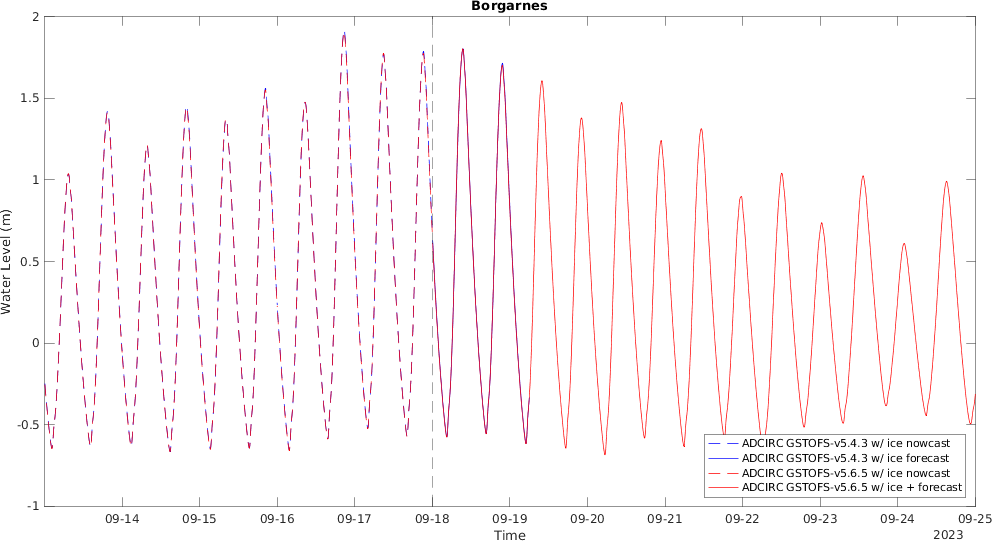 Borgarnes
2
1.5
1
0.5
0
-0.5
-1
Water Level (m)
ADCIRC GSTOFS-v5.4.3 w/ ice nowcast
ADCIRC GSTOFS-v5.4.3 w/ ice forecast
ADCIRC GSTOFS-v5.6.5 w/ ice nowcast
ADCIRC GSTOFS-v5.6.5 w/ ice + forecast
09-14 09-15 09-16 09-17 09-18 09-19 09-20 09-21 09-22 09-23 09-24 09-25
Time
2023